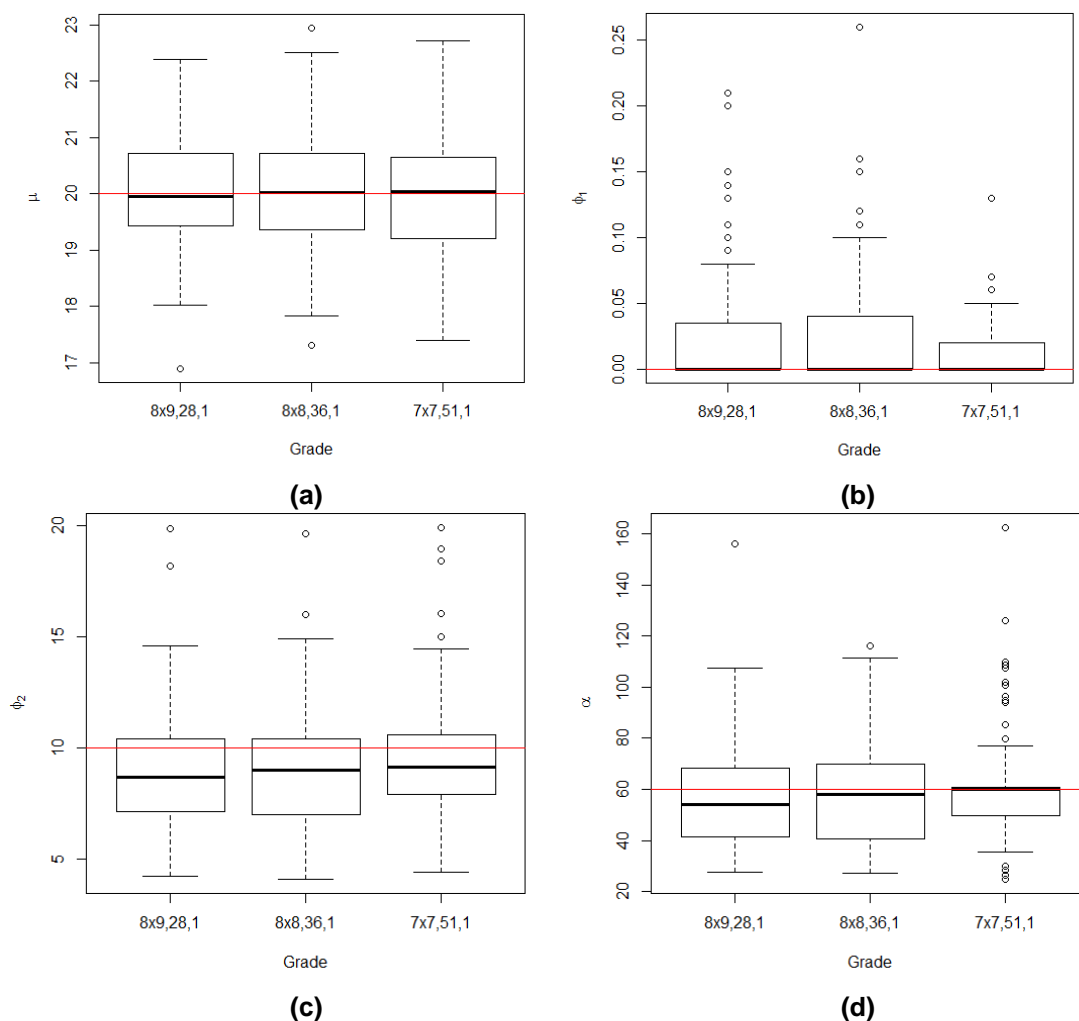 μ
23
22
21
20
19
18
17
8x9,28,1 8x8,36,1 7x7,51,1
Grade
(a)
ϕ1
0.25
0.20
0.15
0.10
0.05
0.00
8x9,28,1 8x8,36,1 7x7,51,1
Grade
(b)
ϕ2
20
15
10
5
8x9,28,1 8x8,36,1 7x7,51,1
Grade
(c)
α
160
140
120
100
80
60
40
20
8x9,28,1 8x8,36,1 7x7,51,1
Grade
(d)